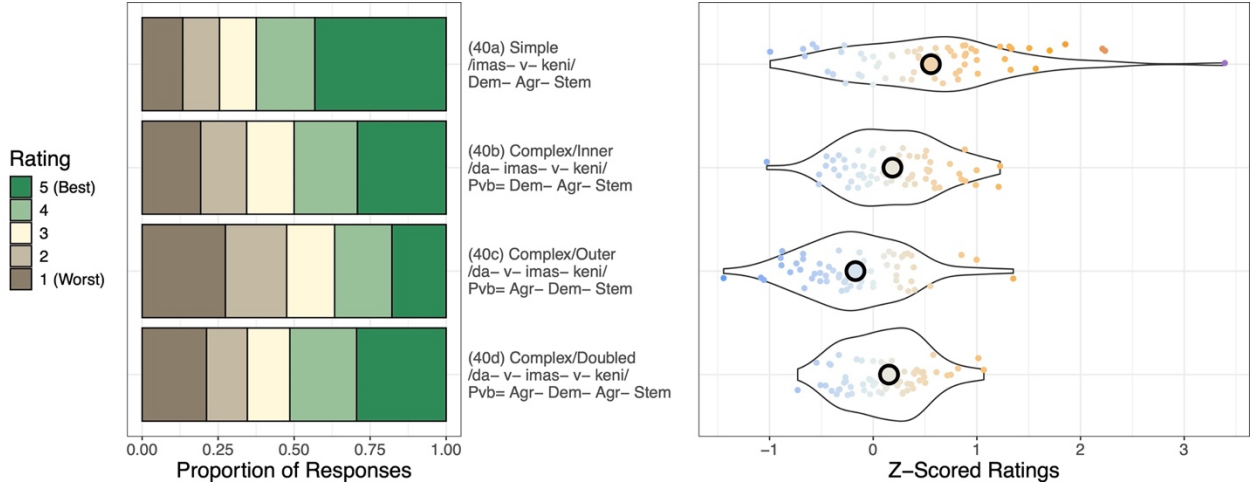 Rating
5 (Best)
4
3
2
1 (Worst)
(40a) Simple
/imas– v– keni/
Dem– Agr– Stem
(40b) Complex/Inner
/da– imas– v– keni/
Pvb= Dem– Agr– Stem
(40c) Complex/Outer
/da– v– imas– keni/
Pvb= Agr– Dem– Stem
(40d) Complex/Doubled
/da– v– imas– v– keni/
Pvb= Agr– Dem– Agr– Stem
0.00 0.25 0.50 0.75 1.00
Proportion of Responses
−1 0 1 2 3
Z−Scored Ratings